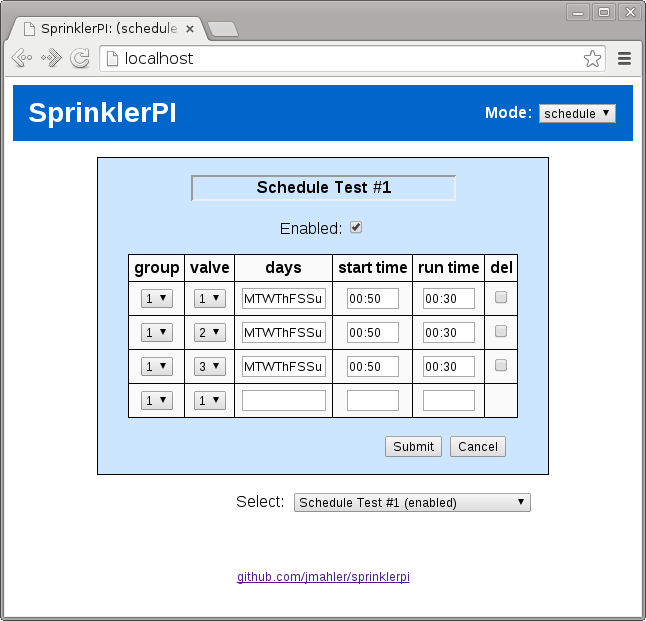 SprinklerPI: (schedule
localhost
SprinklerPI
Mode: schedule
Schedule Test #1
Enabled:
group valve days start time run time del
1 1 MTWThFSSu 00:50 00:30
1 2 MTWThFSSu 00:50 00:30
1 3 MTWThFSSu 00:50 00:30
1 1
Submit Cancel
Select: Schedule Test #1 (enabled)
github.com/jmahler/sprinklerpi